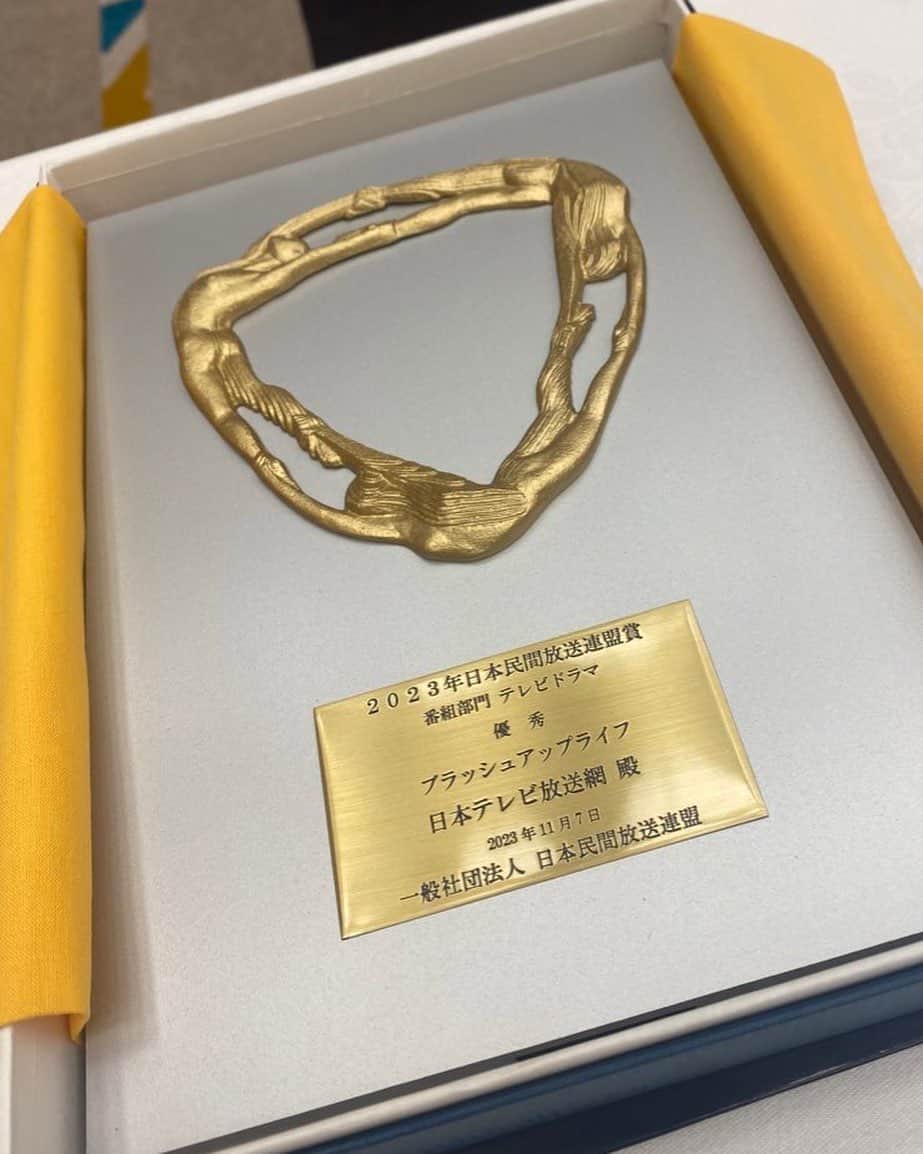 ２０２３年日本民間放送連盟賞
番組部門 テレビドラマ
優 秀
ブラッシュアップライフ
日本テレビ放送網 殿
2023年11月7日
一般社団法人 日本民間放送連盟